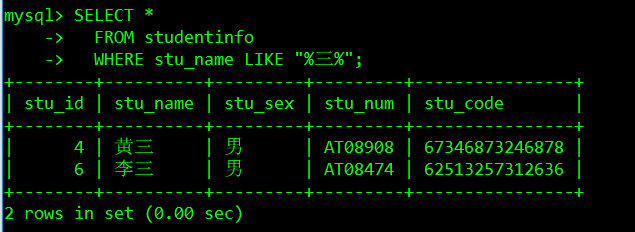 mysql> SELECT *
    ->   FROM studentinfo
    ->   WHERE stu_name LIKE "%三%";
+--------+----------+---------+---------+----------------+
| stu_id | stu_name | stu_sex | stu_num | stu_code       |
+--------+----------+---------+---------+----------------+
|      4 | 黄三     | 男      | AT08908 | 67346873246878 |
|      6 | 李三     | 男      | AT08474 | 62513257312636 |
+--------+----------+---------+---------+----------------+
2 rows in set (0.00 sec)